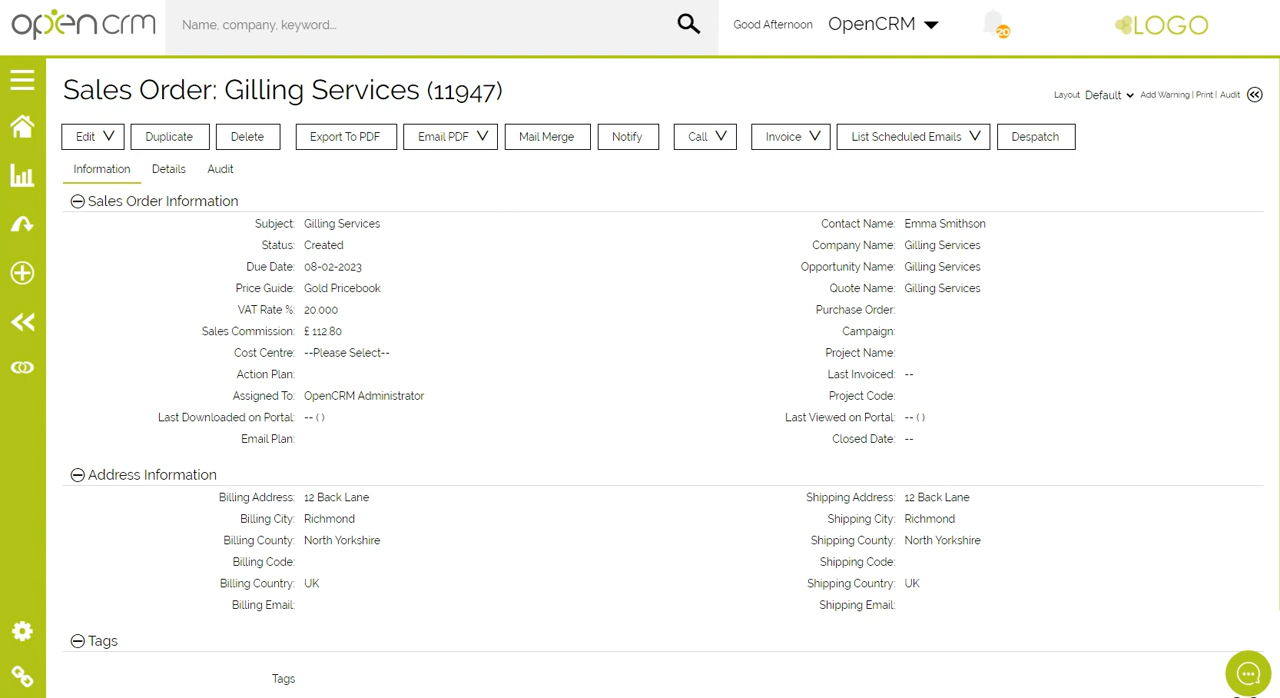 opencrm Name, company, keyword... Good Afternoon OpenCRM 20 LOGO
Sales Order: Gilling Services (11947)
Layout Default Add Warning | Print | Audit
Edit Duplicate Delete Export To PDF Email PDF Mail Merge Notify Call Invoice List Scheduled Emails Despatch
Information Details Audit
Sales Order Information
Subject: Gilling Services Contact Name: Emma Smithson
Status: Created Company Name: Gilling Services
Due Date: 08-02-2023 Opportunity Name: Gilling Services
Price Guide: Gold Pricebook Quote Name: Gilling Services
VAT Rate %: 20.000 Purchase Order:
Sales Commission: £ 112.80 Campaign:
Cost Centre: --Please Select-- Project Name:
Action Plan: Last Invoiced: --
Assigned To: OpenCRM Administrator Project Code:
Last Downloaded on Portal: -- ( ) Last Viewed on Portal: -- ( )
Email Plan: Closed Date: --
Address Information
Billing Address: 12 Back Lane Shipping Address: 12 Back Lane
Billing City: Richmond Shipping City: Richmond
Billing County: North Yorkshire Shipping County: North Yorkshire
Billing Code: Shipping Code:
Billing Country: UK Shipping Country: UK
Billing Email: Shipping Email:
Tags
Tags